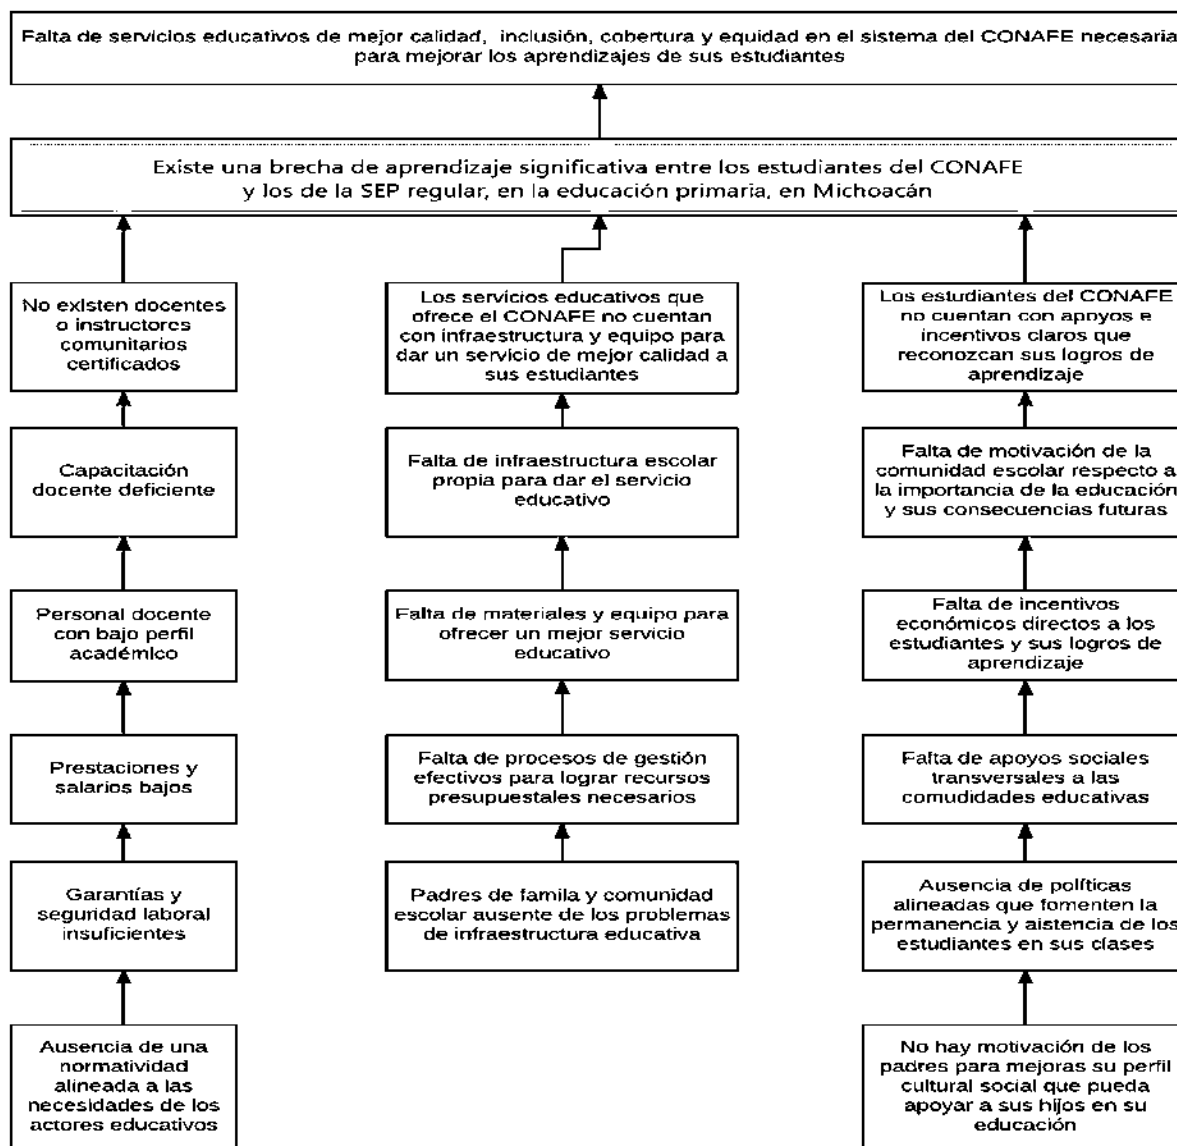 Falta de servicios educativos de mejor calidad, inclusión, cobertura y equidad en el sistema del CONAFE necesaria
para mejorar los aprendizajes de sus estudiantes
Existe una brecha de aprendizaje significativa entre los estudiantes del CONAFE
y los de la SEP regular, en la educación primaria, en Michoacán
No existen docentes
o instructores
comunitarios
certificados
Capacitación
docente deficiente
Personal docente
con bajo perfil
académico
Prestaciones y
salarios bajos
Garantías y
seguridad laboral
insuficientes
Ausencia de una
normatividad
alineada a las
necesidades de los
actores educativos
Los servicios educativos que
ofrece el CONAFE no cuentan
con infraestructura y equipo para
dar un servicio de mejor calidad a
sus estudiantes
Falta de infraestructura escolar
propia para dar el servicio
educativo
Falta de materiales y equipo para
ofrecer un mejor servicio
educativo
Falta de procesos de gestión
efectivos para lograr recursos
presupuestales necesarios
Padres de famila y comunidad
escolar ausente de los problemas
de infraestructura educativa
Los estudiantes del CONAFE
no cuentan con apoyos e
incentivos claros que
reconozcan sus logros de
aprendizaje
Falta de motivación de la
comunidad escolar respecto a
la importancia de la educación
y sus consecuencias futuras
Falta de incentivos
económicos directos a los
estudiantes y sus logros de
aprendizaje
Falta de apoyos sociales
transversales a las
comudidades educativas
Ausencia de políticas
alineadas que fomenten la
permanencia y aistencia de los
estudiantes en sus clases
No hay motivación de los
padres para mejoras su perfil
cultural social que pueda
apoyar a sus hijos en su
educación